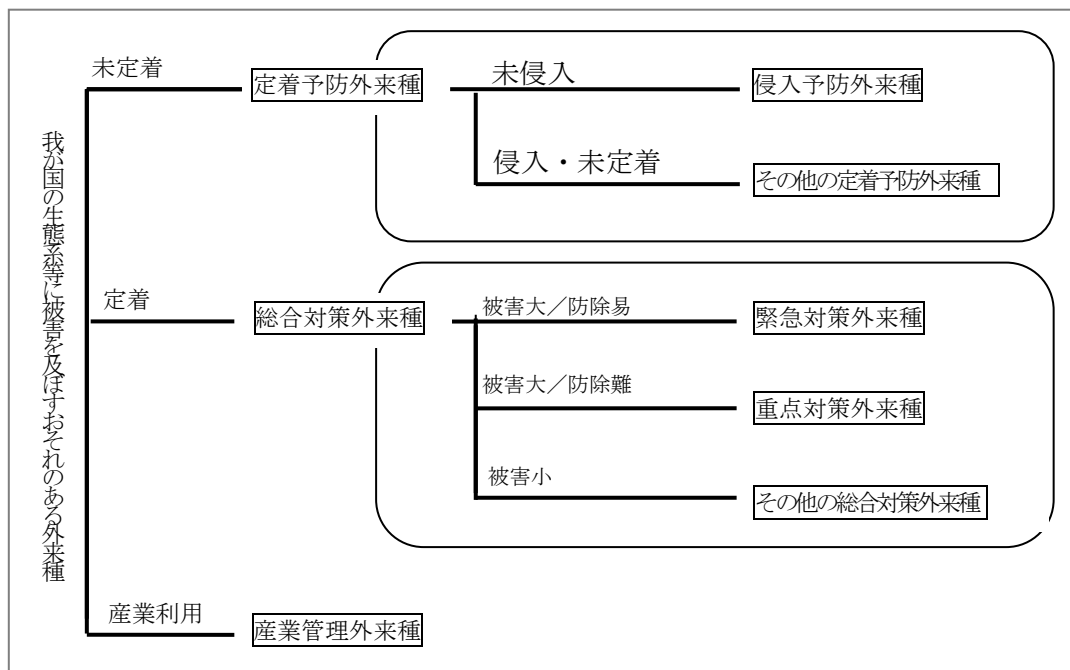 我が国の生態系等に被害を及ぼすおそれのある外来種
未定着
定着予防外来種
未侵入
侵入予防外来種
侵入・未定着
その他の定着予防外来種
定着
総合対策外来種
被害大／防除易
緊急対策外来種
被害大／防除難
重点対策外来種
被害小
その他の総合対策外来種
産業利用
産業管理外来種